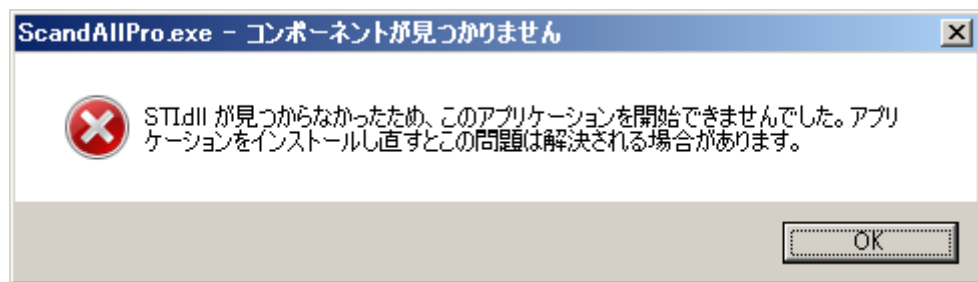 ScandAllPro.exe - コンポーネントが見つかりません
STI.dll が見つからなかったため、このアプリケーションを開始できませんでした。アプリ
ケーションをインストールし直すとこの問題は解決される場合があります。
OK